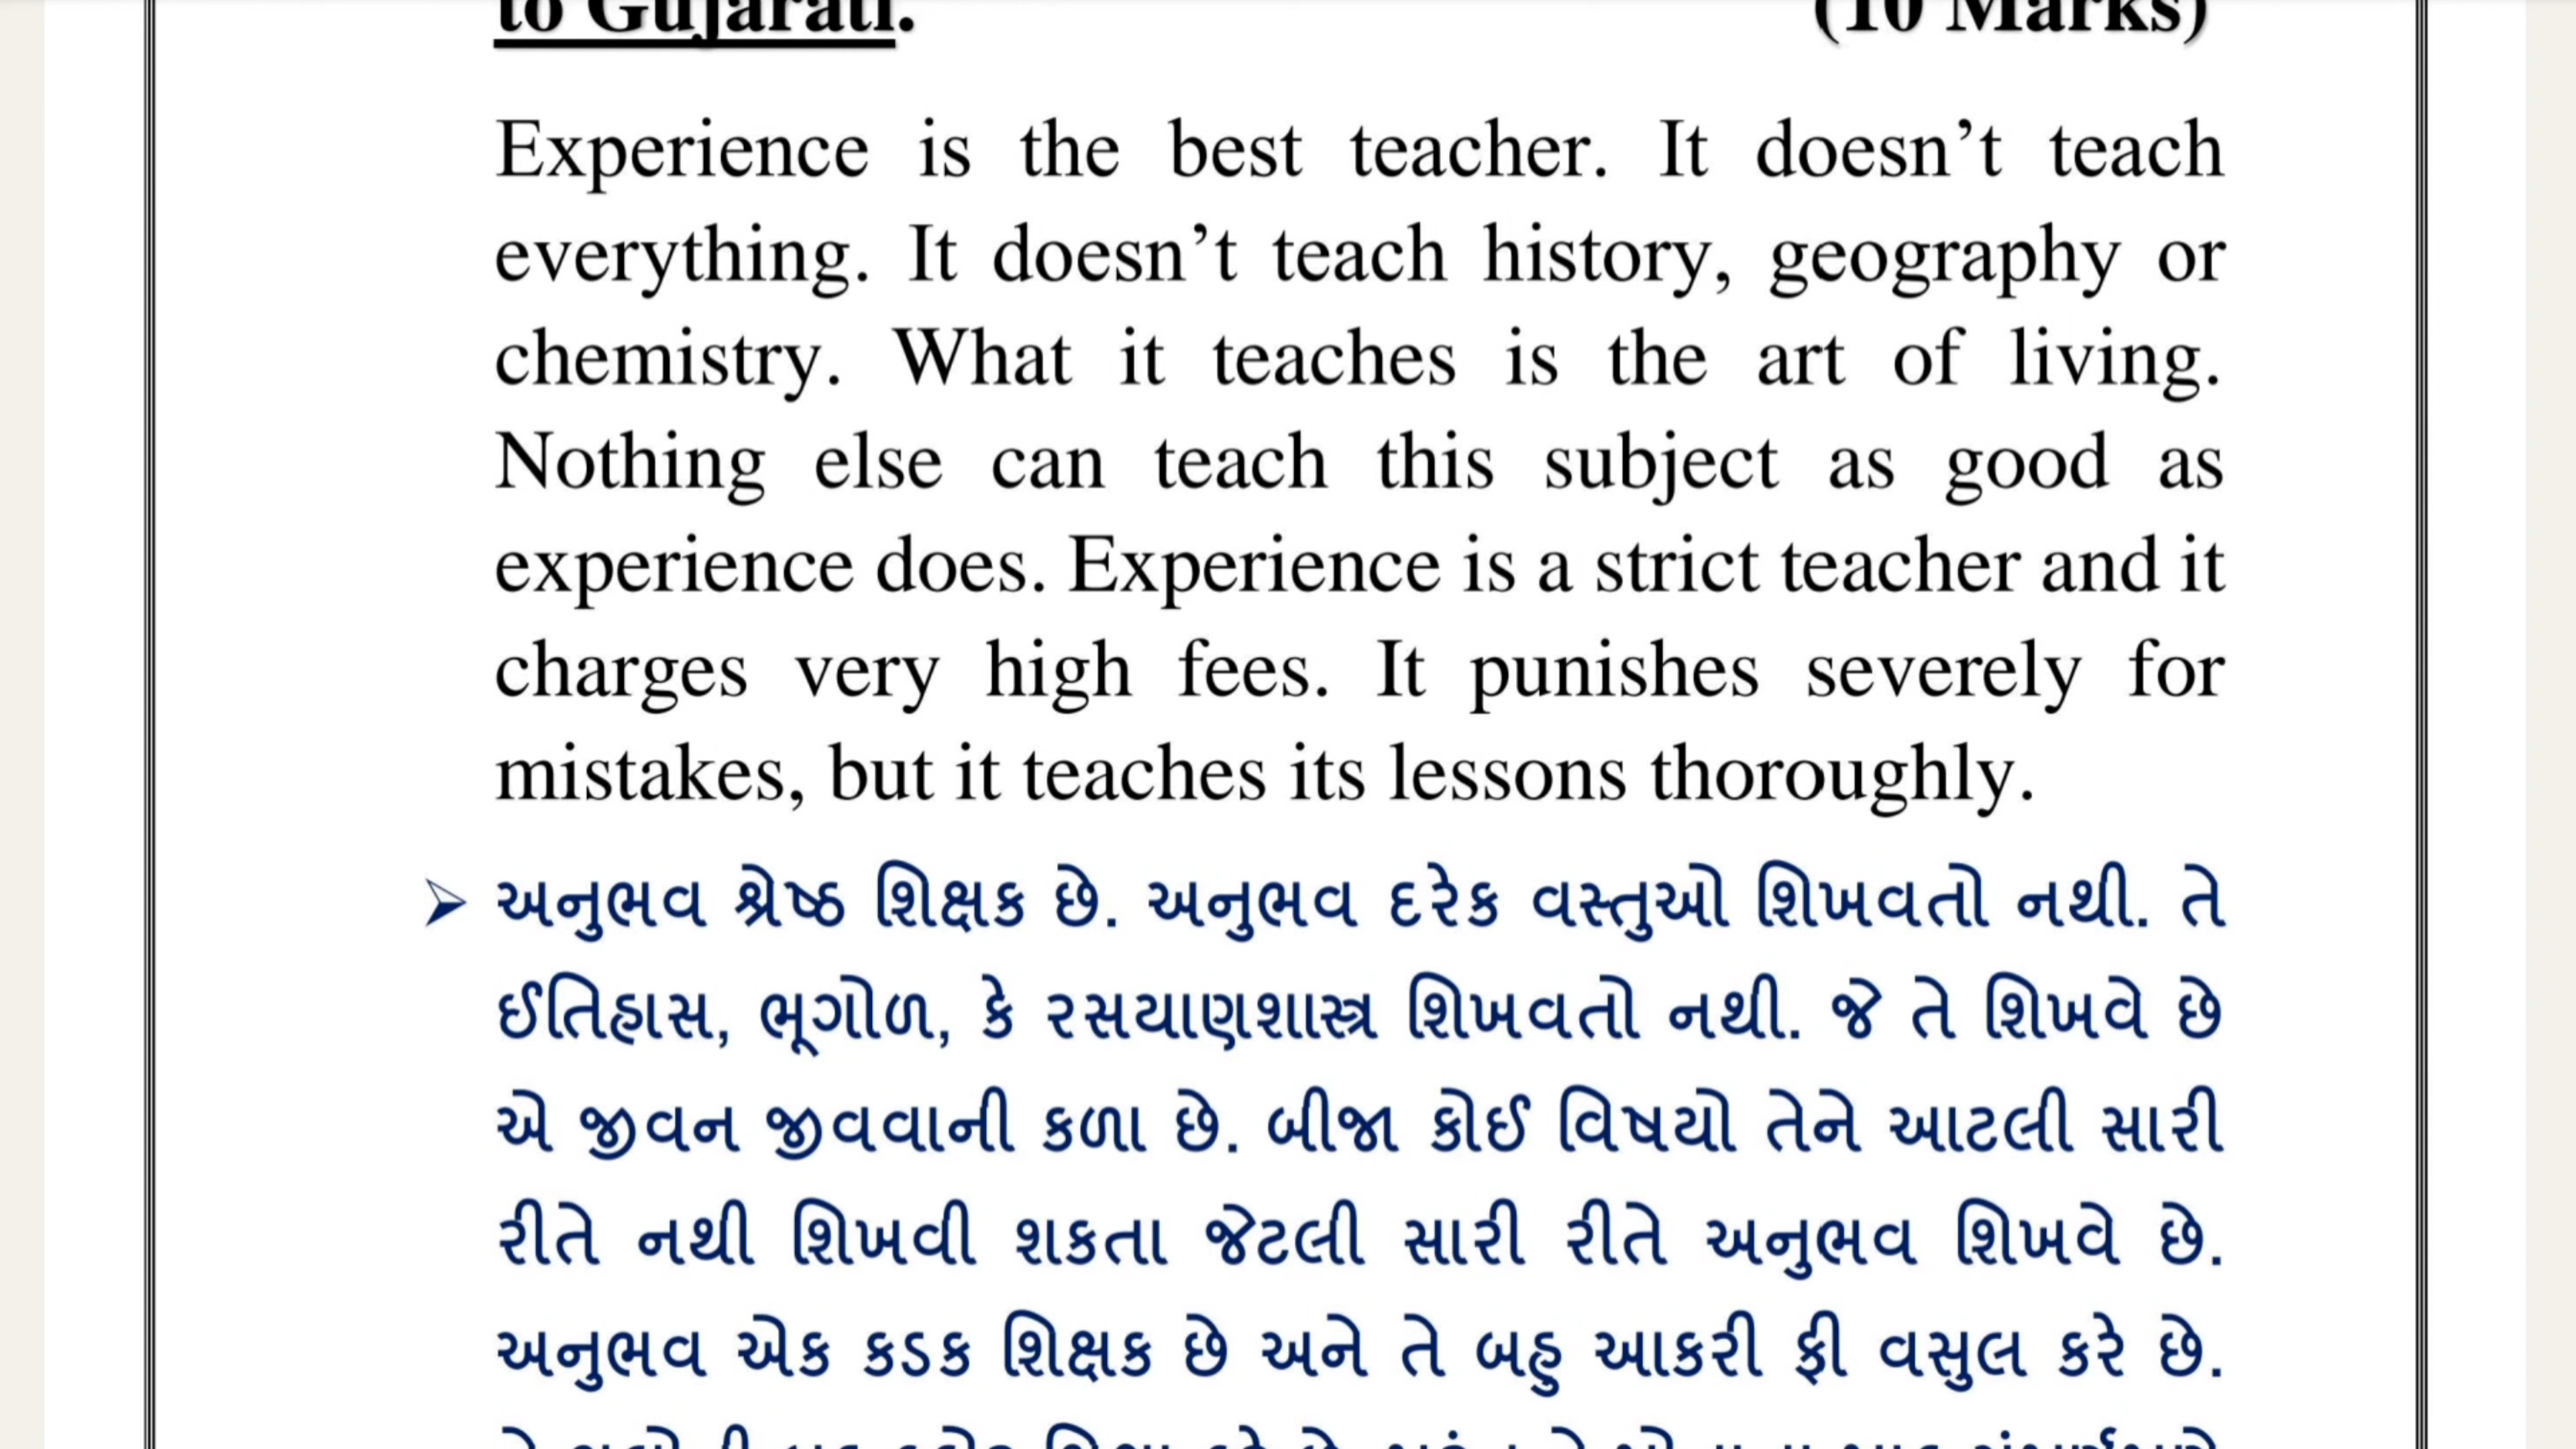 to Gujarati. (10 Marks)
Experience is the best teacher. It doesn’t teach
everything. It doesn’t teach history, geography or
chemistry. What it teaches is the art of living.
Nothing else can teach this subject as good as
experience does. Experience is a strict teacher and it
charges very high fees. It punishes severely for
mistakes, but it teaches its lessons thoroughly.
➢ અનુભવ શ્રેષ્ઠ શિક્ષક છે. અનુભવ દરેક વસ્તુઓ શિખવતો નથી. તે
ઈતિહાસ, ભૂગોળ, કે રસયાણશાસ્ત્ર શિખવતો નથી. જે તે શિખવે છે
એ જીવન જીવવાની કળા છે. બીજા કોઈ વિષયો તેને આટલી સારી
રીતે નથી શિખવી શકતા જેટલી સારી રીતે અનુભવ શિખવે છે.
અનુભવ એક કડક શિક્ષક છે અને તે બહુ આકરી ફી વસુલ કરે છે.